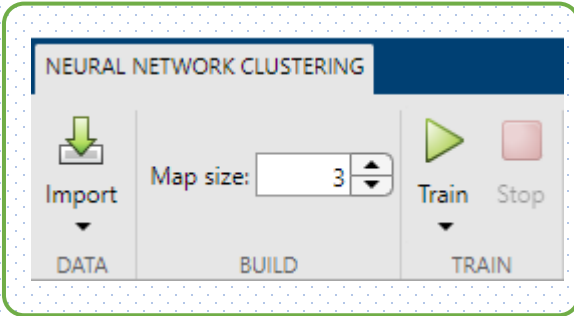 NEURAL NETWORK CLUSTERING
Map size: 3
Import Train Stop
DATA BUILD TRAIN